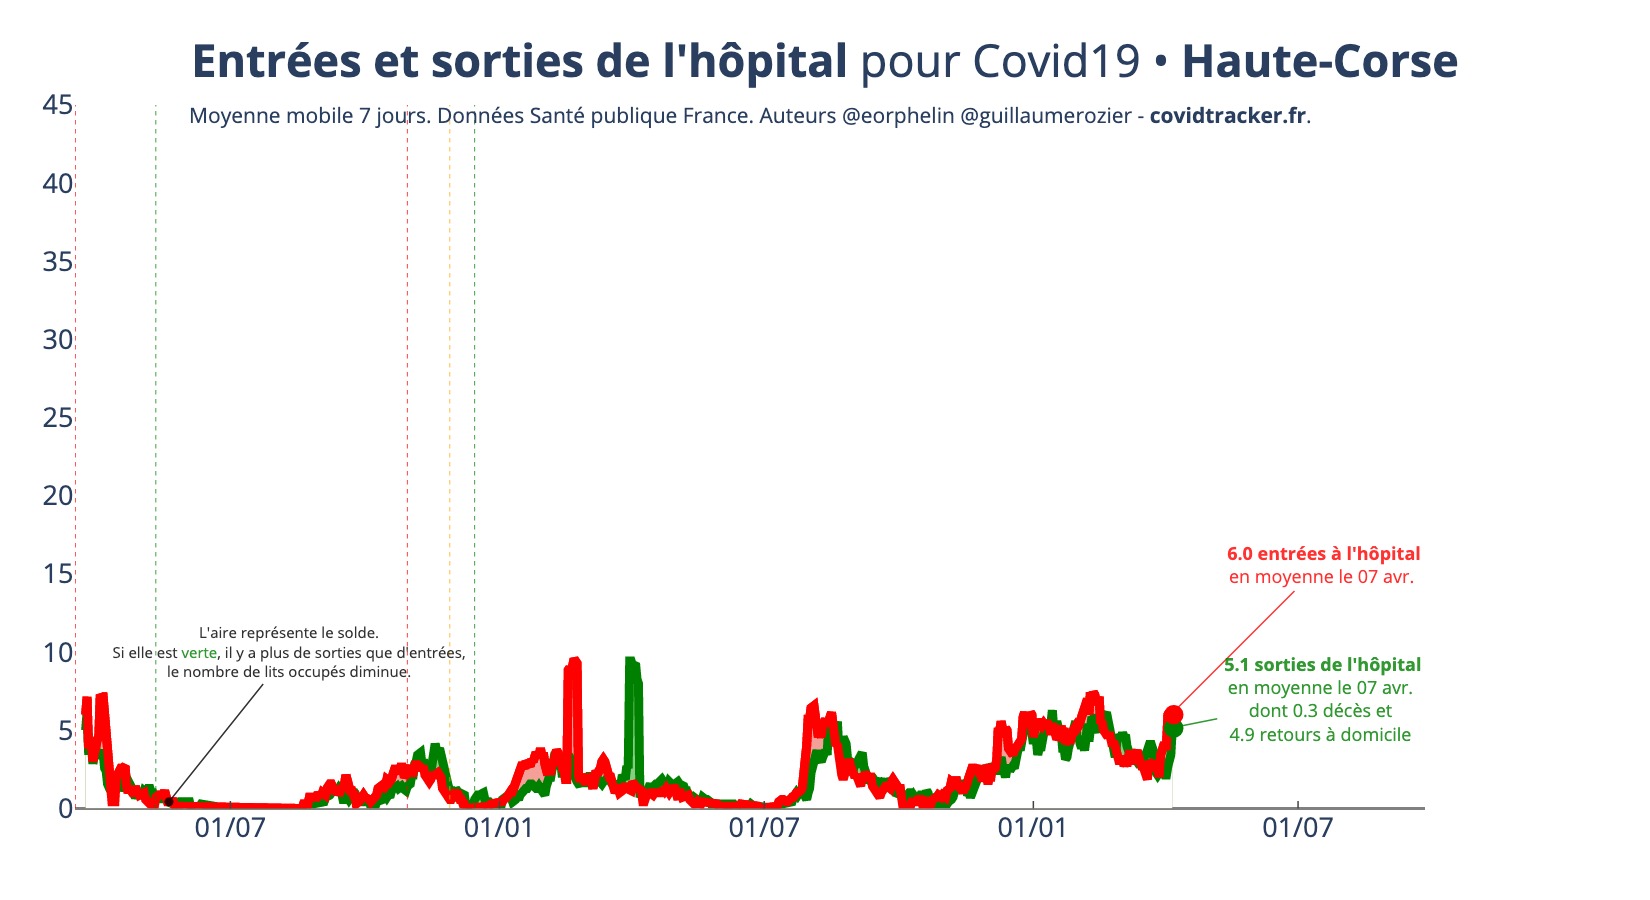 Entrées et sorties de l'hôpital pour Covid19 • Haute-Corse
Moyenne mobile 7 jours. Données Santé publique France. Auteurs @eorphelin @guillaumerozier - covidtracker.fr.
45
40
35
30
25
20
15
10
5
0
L'aire représente le solde.
Si elle est verte, il y a plus de sorties que d'entrées,
le nombre de lits occupés diminue.
6.0 entrées à l'hôpital
en moyenne le 07 avr.
5.1 sorties de l'hôpital
en moyenne le 07 avr.
dont 0.3 décès et
4.9 retours à domicile
01/07
01/01
01/07
01/01
01/07